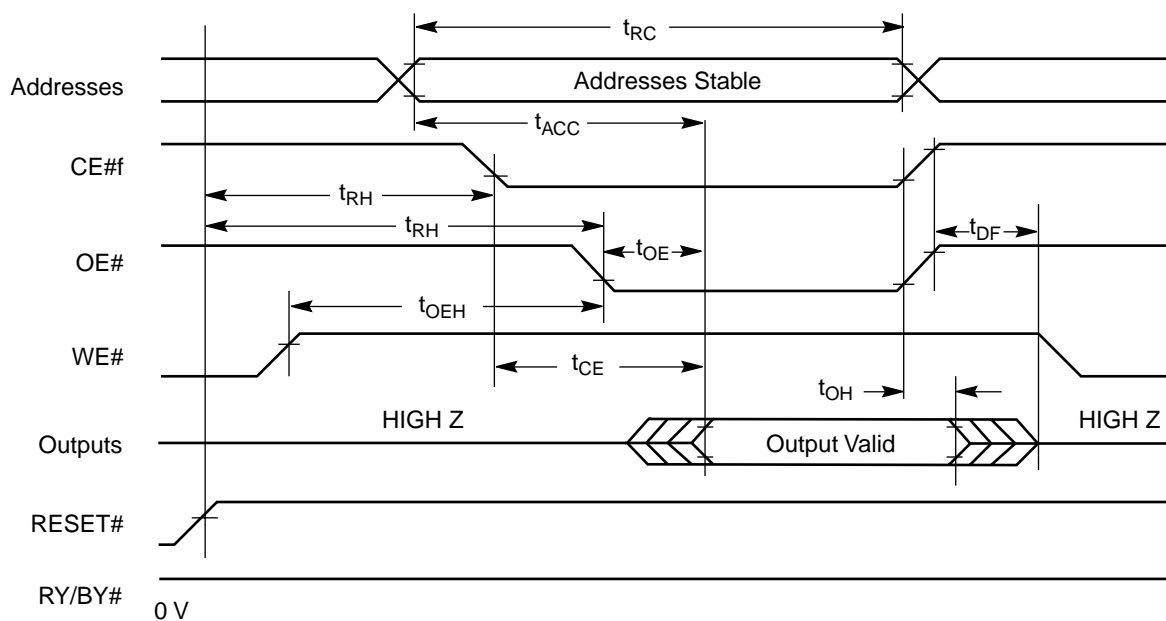 tRC
Addresses
Addresses Stable
tACC
CE#f
tRH
tRH
OE#
tOE
tDF
tOEH
WE#
tCE
tOH
HIGH Z
HIGH Z
Outputs
Output Valid
RESET#
RY/BY#
0 V